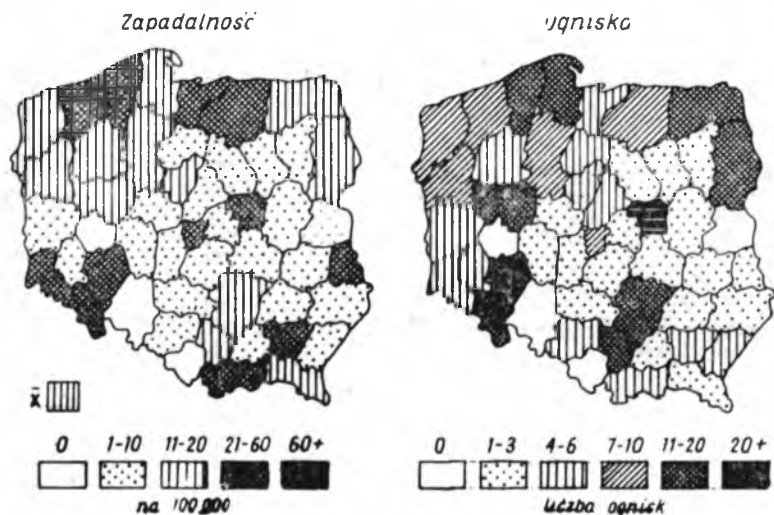 Zapadalność
Ogniska
x̄
0 1-10 11-20 21-60 60+
na 100.000
0 1-3 4-6 7-10 11-20 20+
Liczba ognisk